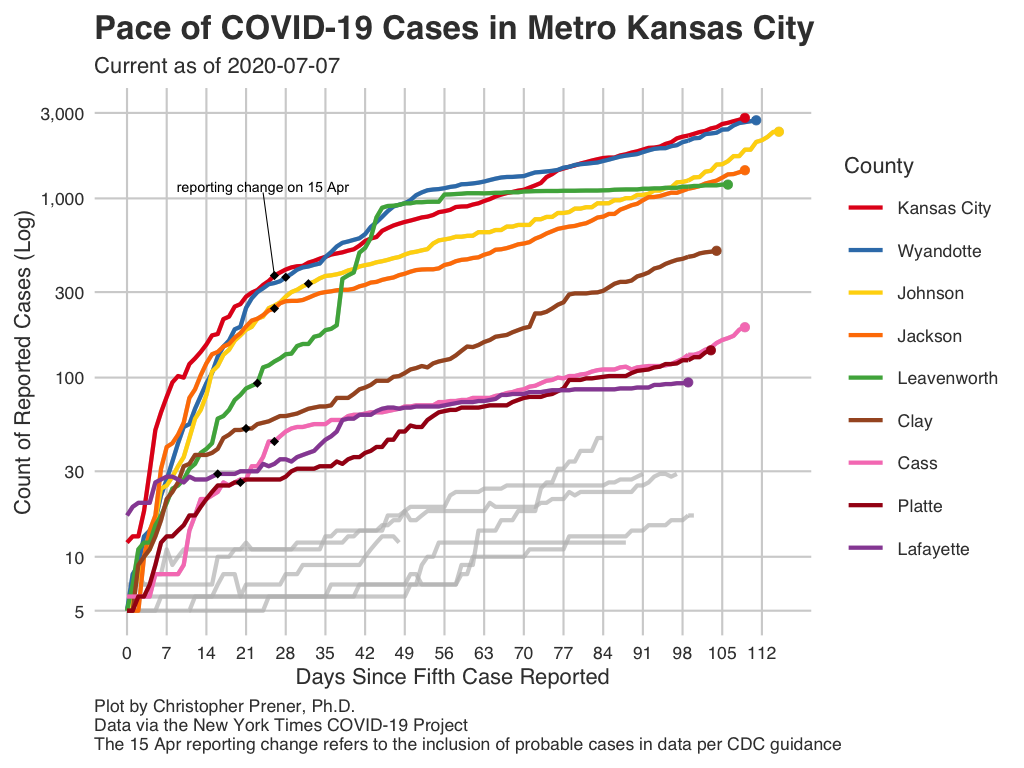 Pace of COVID-19 Cases in Metro Kansas City
Current as of 2020-07-07
Count of Reported Cases (Log)
3,000
1,000
300
100
30
10
5
reporting change on 15 Apr
0 7 14 21 28 35 42 49 56 63 70 77 84 91 98 105 112
Days Since Fifth Case Reported
County
Kansas City
Wyandotte
Johnson
Jackson
Leavenworth
Clay
Cass
Platte
Lafayette
Plot by Christopher Prener, Ph.D.
Data via the New York Times COVID-19 Project
The 15 Apr reporting change refers to the inclusion of probable cases in data per CDC guidance